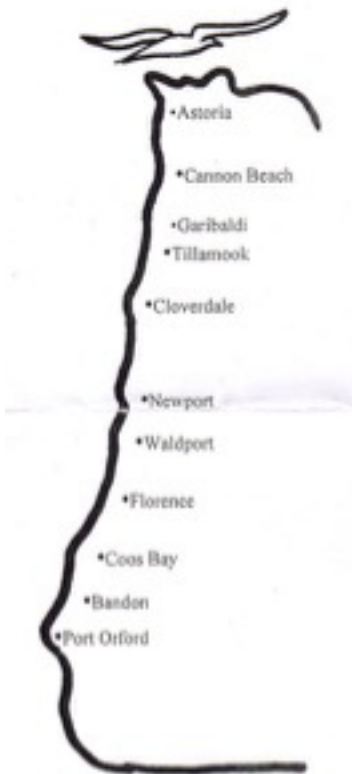 •Astoria
•Cannon Beach
•Garibaldi
•Tillamook
•Cloverdale
•Newport
•Waldport
•Florence
•Coos Bay
•Bandon
•Port Orford